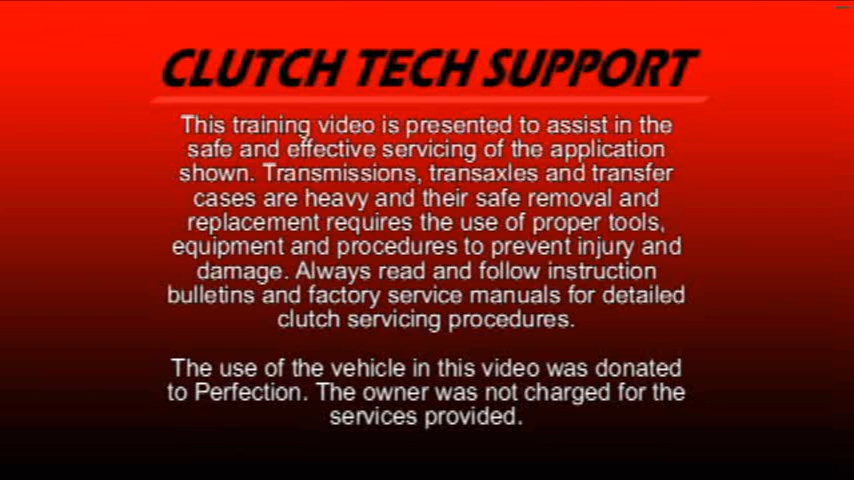 CLUTCH TECH SUPPORT
This training video is presented to assist in the
safe and effective servicing of the application
shown. Transmissions, transaxles and transfer
cases are heavy and their safe removal and
replacement requires the use of proper tools,
equipment and procedures to prevent injury and
damage. Always read and follow instruction
bulletins and factory service manuals for detailed
clutch servicing procedures.
The use of the vehicle in this video was donated
to Perfection. The owner was not charged for the
services provided.